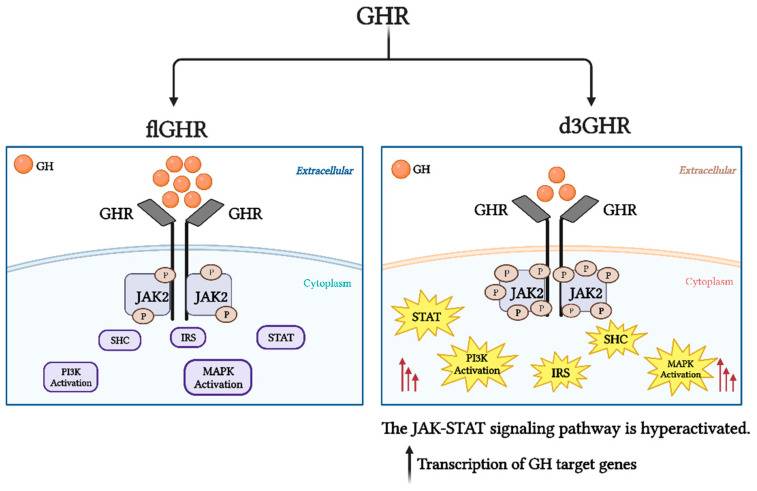 GHR
flGHR
d3GHR
GH
Extracellular
GHR
GHR
Cytoplasm
P
P
JAK2
JAK2
P
P
SHC
IRS
STAT
PI3K
Activation
MAPK
Activation
GH
Extracellular
GHR
GHR
Cytoplasm
P
P
P
P
P
P
JAK2
JAK2
P
P
P
P
STAT
SHC
PI3K
Activation
IRS
MAPK
Activation
The JAK-STAT signaling pathway is hyperactivated.
Transcription of GH target genes